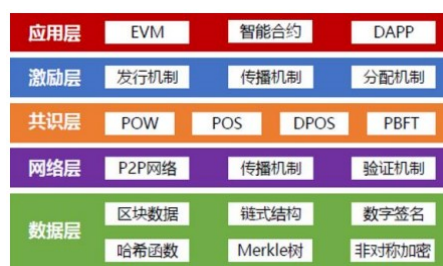 应用层 EVM 智能合约 DAPP
激励层 发行机制 传播机制 分配机制
共识层 POW POS DPOS PBFT
网络层 P2P网络 传播机制 验证机制
数据层 区块数据 链式结构 数字签名
哈希函数 Merkle树 非对称加密